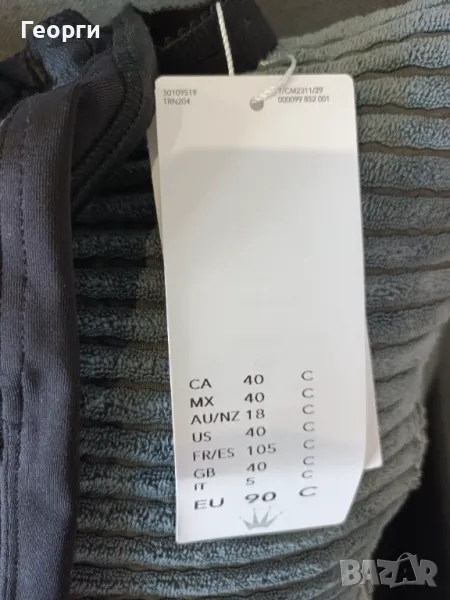 Георги
30109519 T/CM2311/29
TRN204 000099 852 001
CA 40 C
MX 40 C
AU/NZ 18 C
US 40 C
FR/ES 105 C
GB 40 C
IT 5 C
EU 90 C
BAZAR